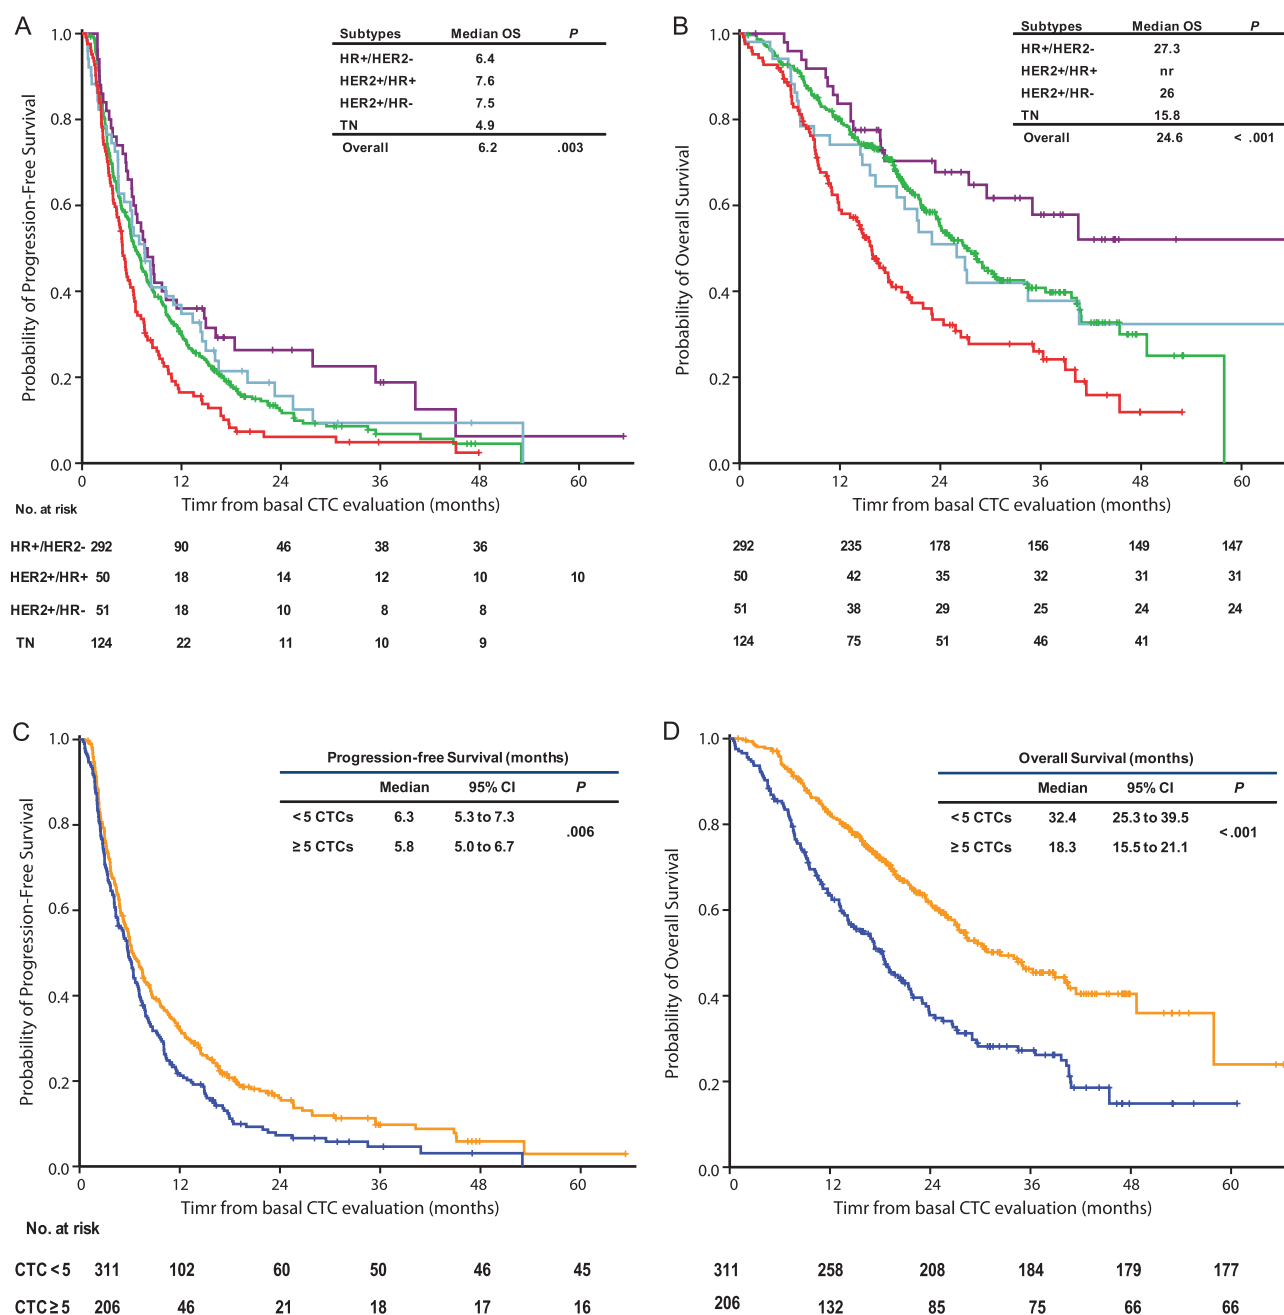 A
Subtypes Median OS P
HR+/HER2- 6.4
HER2+/HR+ 7.6
HER2+/HR- 7.5
TN 4.9
Overall 6.2 .003
Probability of Progression-Free Survival
1.0
0.8
0.6
0.4
0.2
0.0
0 12 24 36 48 60
Timr from basal CTC evaluation (months)
No. at risk
HR+/HER2- 292 90 46 38 36
HER2+/HR+ 50 18 14 12 10 10
HER2+/HR- 51 18 10 8 8
TN 124 22 11 10 9
B
Subtypes Median OS P
HR+/HER2- 27.3
HER2+/HR+ nr
HER2+/HR- 26
TN 15.8
Overall 24.6 < .001
Probability of Overall Survival
1.0
0.8
0.6
0.4
0.2
0.0
0 12 24 36 48 60
Timr from basal CTC evaluation (months)
292 235 178 156 149 147
50 42 35 32 31 31
51 38 29 25 24 24
124 75 51 46 41
C
Progression-free Survival (months)
Median 95% CI P
< 5 CTCs 6.3 5.3 to 7.3
.006
≥ 5 CTCs 5.8 5.0 to 6.7
Probability of Progression-Free Survival
1.0
0.8
0.6
0.4
0.2
0.0
0 12 24 36 48 60
Timr from basal CTC evaluation (months)
No. at risk
CTC < 5 311 102 60 50 46 45
CTC ≥ 5 206 46 21 18 17 16
D
Overall Survival (months)
Median 95% CI P
< 5 CTCs 32.4 25.3 to 39.5
< .001
≥ 5 CTCs 18.3 15.5 to 21.1
Probability of Overall Survival
1.0
0.8
0.6
0.4
0.2
0.0
0 12 24 36 48 60
Timr from basal CTC evaluation (months)
311 258 208 184 179 177
206 132 85 75 66 66